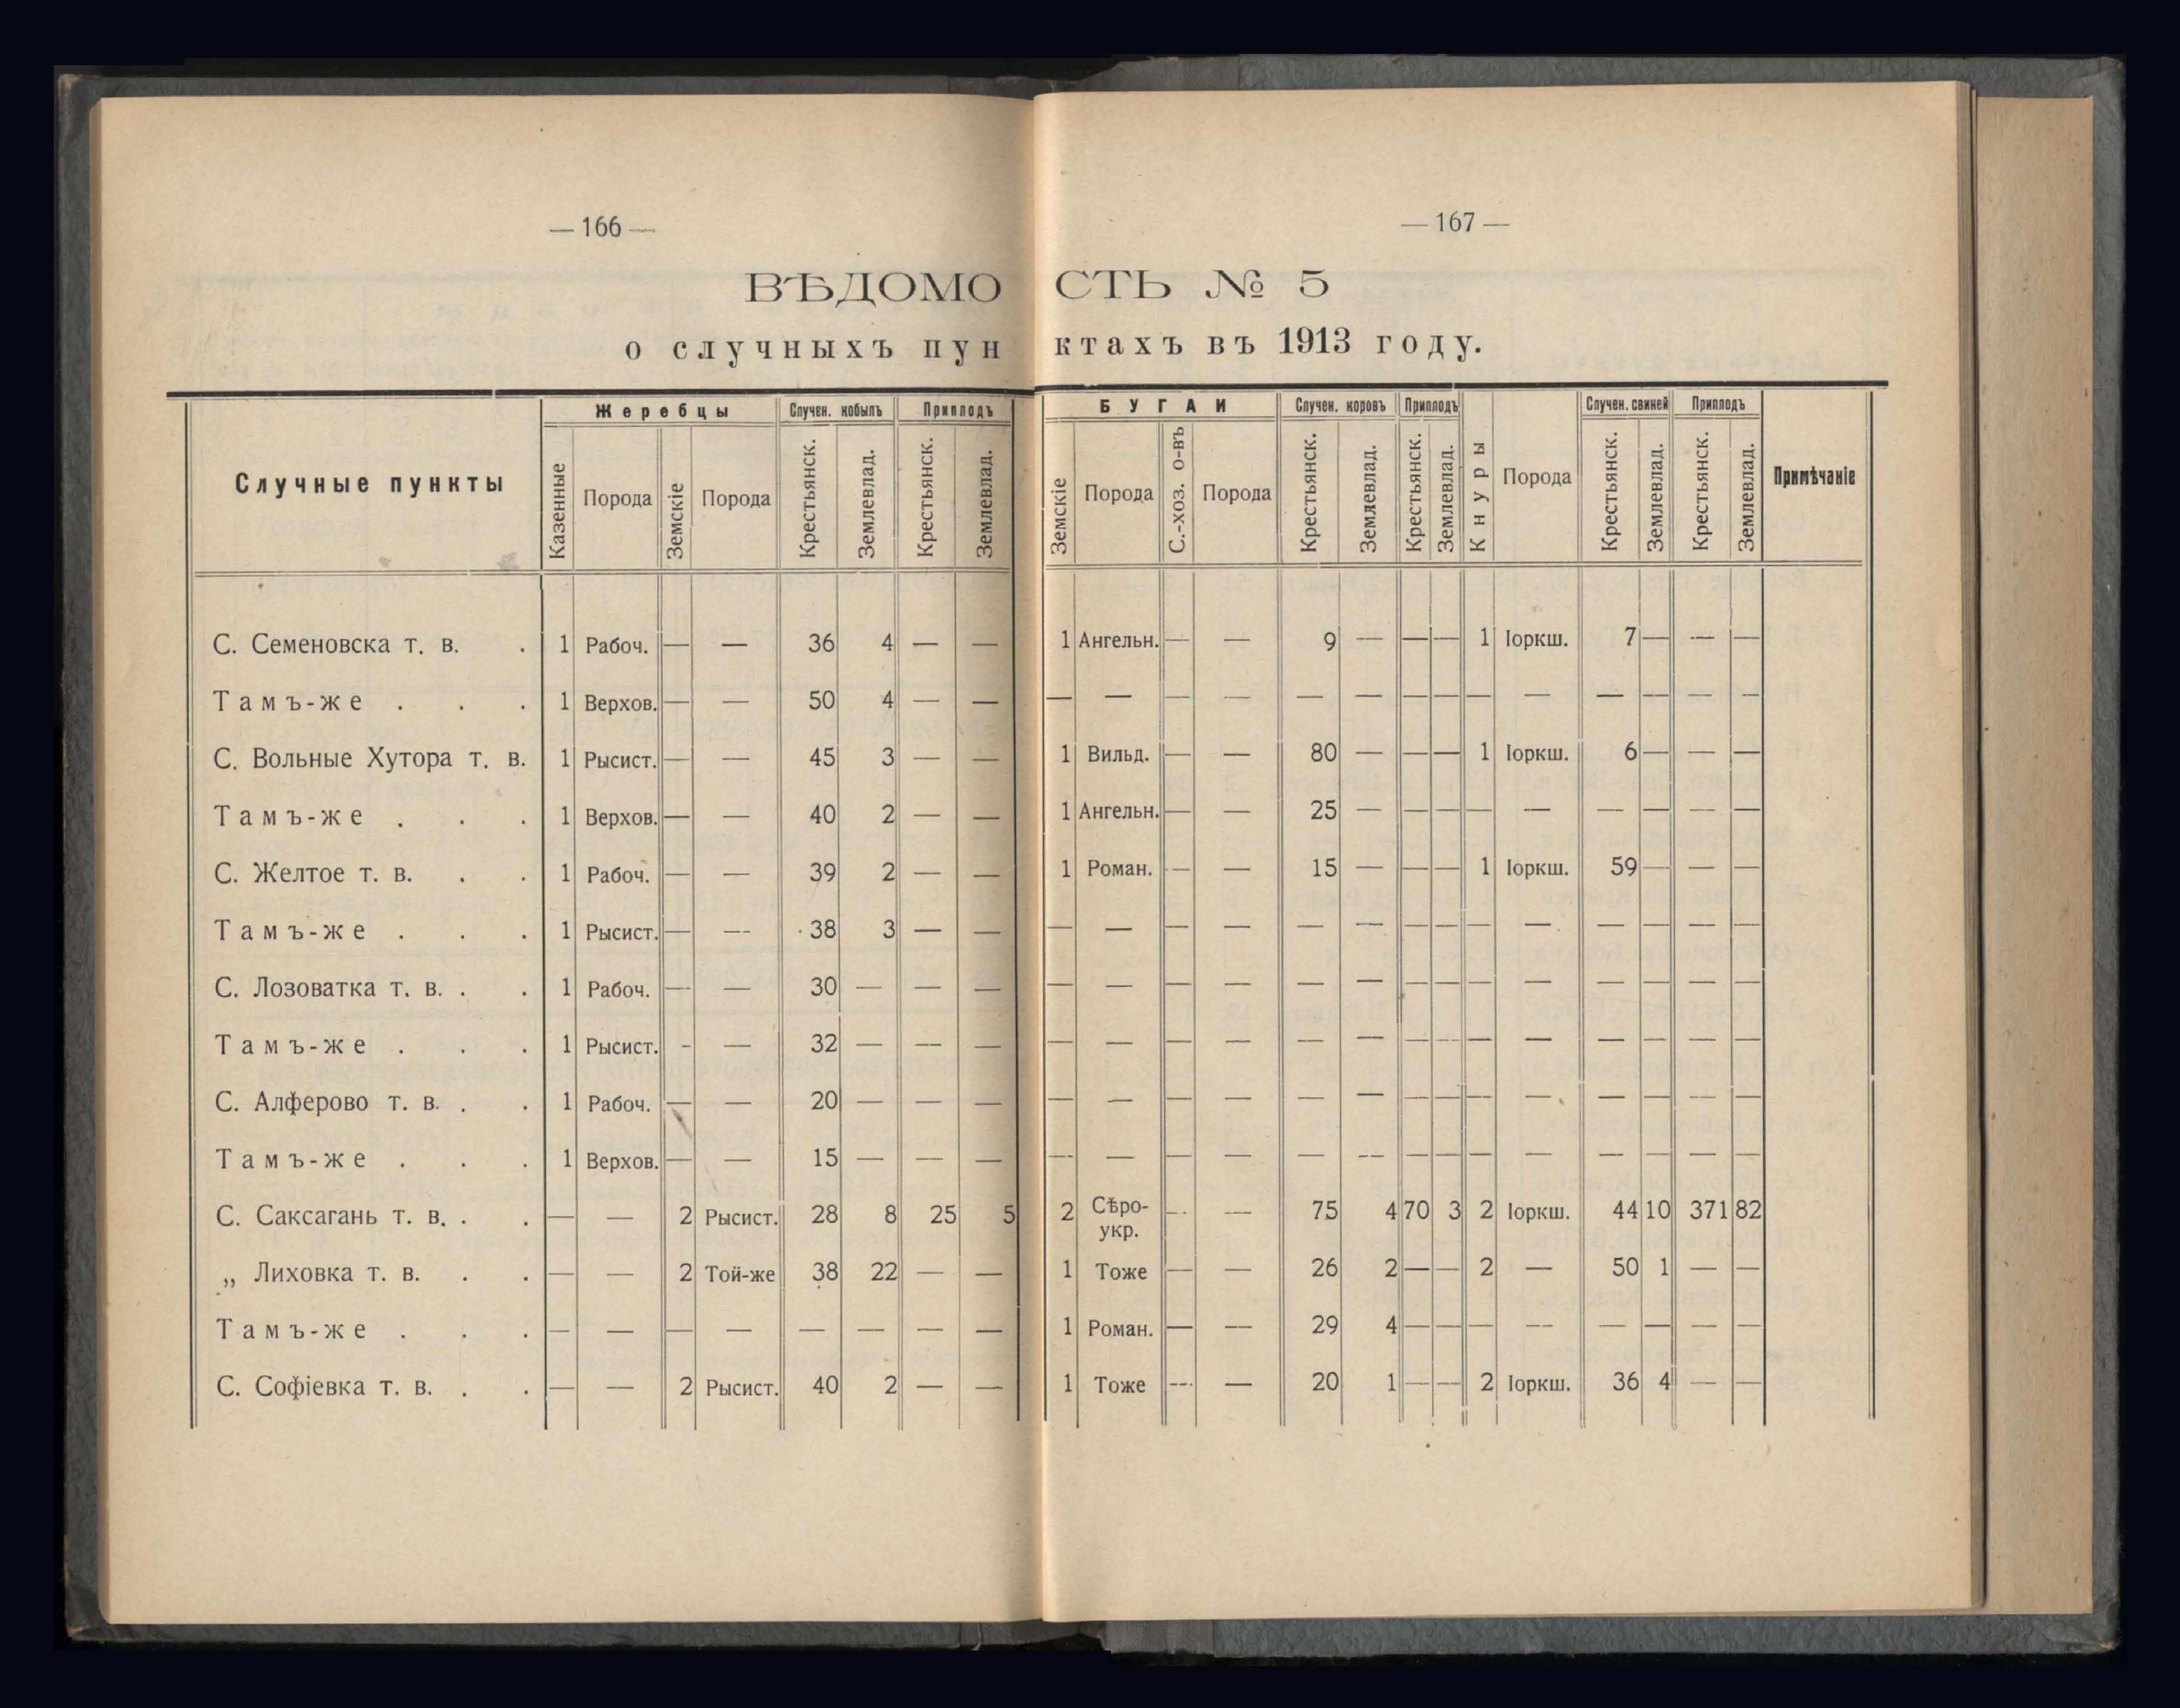 — 166 —
— 167 —
ВѢДОМОСТЬ № 5
о случныхъ пунктахъ въ 1913 году.
Случные пункты | Жеребцы | Случен. кобылъ | Приплодъ | БУГАИ | Случен. коровъ | Приплодъ | Кнуры | Порода | Случен. свиней | Приплодъ | Примѣчаніе
Казенные | Порода | Земскіе | Порода | Крестьянск. | Землевлад. | Крестьянск. | Землевлад. | Земскіе | Порода | С.-хоз. о-въ | Порода | Крестьянск. | Землевлад. | Крестьянск. | Землевлад. | Крестьянск. | Землевлад. | Крестьянск. | Землевлад.
С. Семеновска т. в. . 1 Рабоч. — — 36 4 — — 1 Ангельн. — — 9 — — — 1 Іоркш. 7 — — —
Тамъ-же . . . 1 Верхов. — — 50 4 — — — — — — — — — — — — — — — —
С. Вольные Хутора т. в. 1 Рысист. — — 45 3 — — 1 Вильд. — — 80 — — — 1 Іоркш. 6 — — —
Тамъ-же . . . 1 Верхов. — — 40 2 — — 1 Ангельн. — — 25 — — — — — — — — —
С. Желтое т. в. . . 1 Рабоч. — — 39 2 — — 1 Роман. — — 15 — — — 1 Іоркш. 59 — — —
Тамъ-же . . . 1 Рысист. — — 38 3 — — — — — — — — — — — — — — — —
С. Лозоватка т. в. . . 1 Рабоч. — — 30 — — — — — — — — — — — — — — — — —
Тамъ-же . . . 1 Рысист. - — 32 — — — — — — — — — — — — — — — — —
С. Алферово т. в. . . 1 Рабоч. — — 20 — — — — — — — — — — — — — — — — —
Тамъ-же . . . 1 Верхов. — — 15 — — — — — — — — — — — — — — — — —
С. Саксагань т. в. . . — — 2 Рысист. 28 8 25 5 2 Сѣро-укр. — — 75 4 70 3 2 Іоркш. 44 10 371 82
„ Лиховка т. в. . . — — 2 Той-же 38 22 — — 1 Тоже — — 26 2 — — 2 — 50 1 — —
Тамъ-же . . . — — — — — — — — 1 Роман. — — 29 4 — — — — — — — —
С. Софіевка т. в. . . — — 2 Рысист. 40 2 — — 1 Тоже — — 20 1 — — 2 Іоркш. 36 4 — —